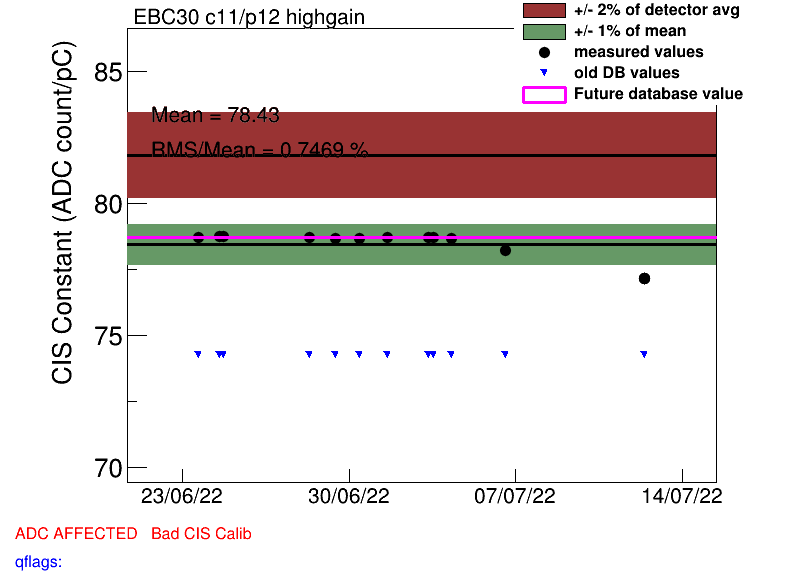 EBC30 c11/p12 highgain
+/- 2% of detector avg
+/- 1% of mean
measured values
old DB values
Future database value
Mean = 78.43
RMS/Mean = 0.7469 %
CIS Constant (ADC count/pC)
85
80
75
70
23/06/22 30/06/22 07/07/22 14/07/22
ADC AFFECTED Bad CIS Calib
qflags: